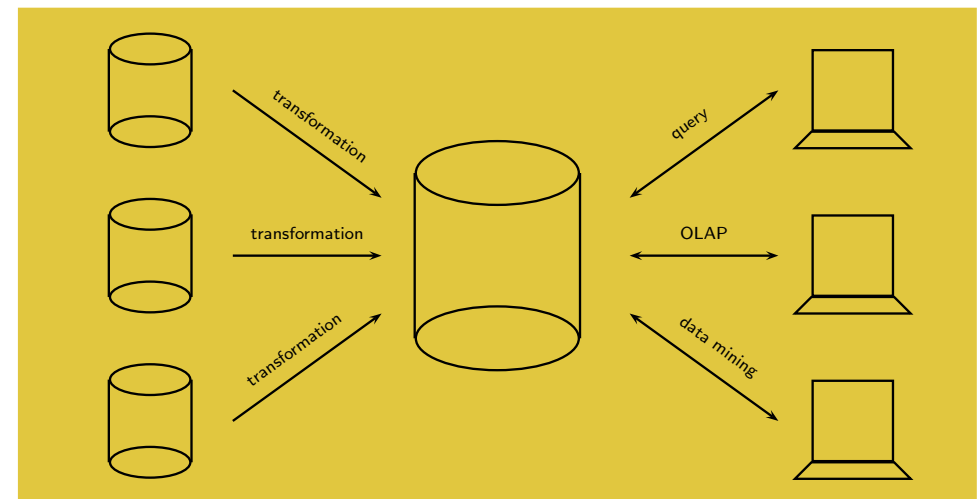 transformation
query
transformation
OLAP
transformation
data mining